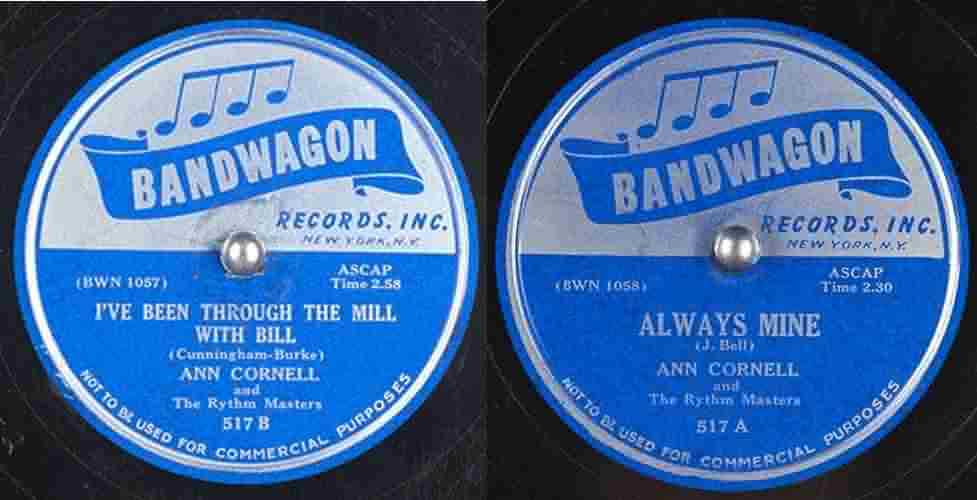 BANDWAGON
RECORDS, INC.
NEW YORK, N.Y.
(BWN 1057)
ASCAP
Time 2.58
I'VE BEEN THROUGH THE MILL
WITH BILL
(Cunningham-Burke)
ANN CORNELL
and
The Rythm Masters
517 B
NOT TO BE USED FOR COMMERCIAL PURPOSES
BANDWAGON
RECORDS, INC.
NEW YORK, N.Y.
(BWN 1058)
ASCAP
Time 2.30
ALWAYS MINE
(J. Bell)
ANN CORNELL
and
The Rythm Masters
517 A
NOT TO BE USED FOR COMMERCIAL PURPOSES